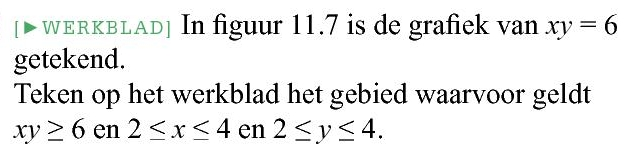 [▶WERKBLAD] In figuur 11.7 is de grafiek van xy = 6
getekend.
Teken op het werkblad het gebied waarvoor geldt
xy ≥ 6 en 2 ≤ x ≤ 4 en 2 ≤ y ≤ 4.